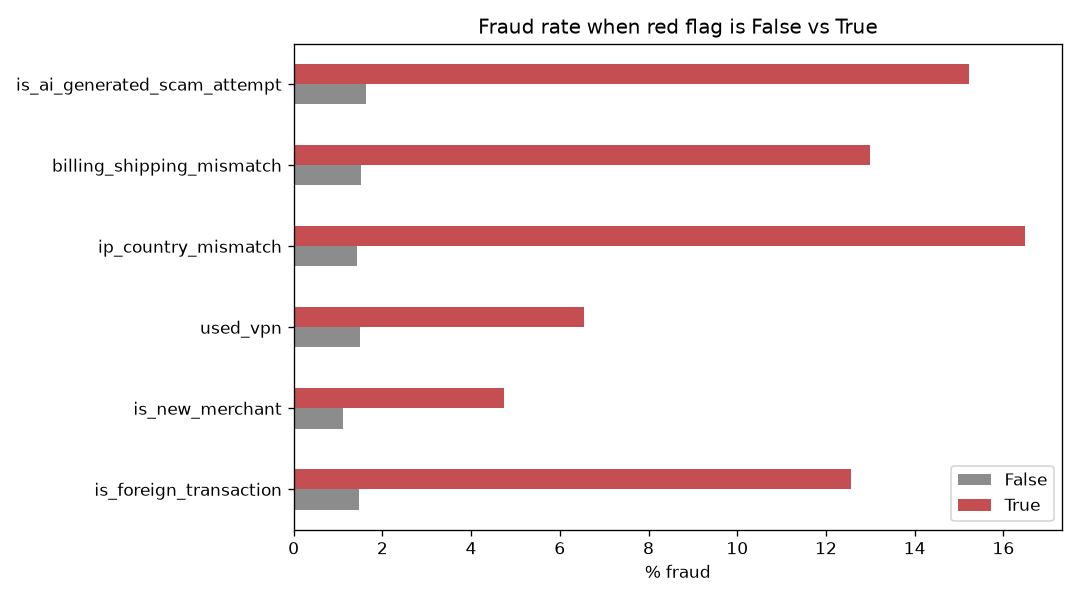 Fraud rate when red flag is False vs True
is_ai_generated_scam_attempt
billing_shipping_mismatch
ip_country_mismatch
used_vpn
is_new_merchant
is_foreign_transaction
False
True
0 2 4 6 8 10 12 14 16
% fraud